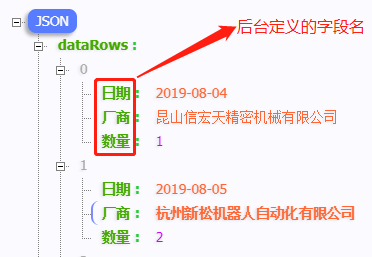 JSON
后台定义的字段名
dataRows：
0
日期： 2019-08-04
厂商： 昆山信宏天精密机械有限公司
数量： 1
1
日期： 2019-08-05
厂商： 杭州新松机器人自动化有限公司
数量： 2